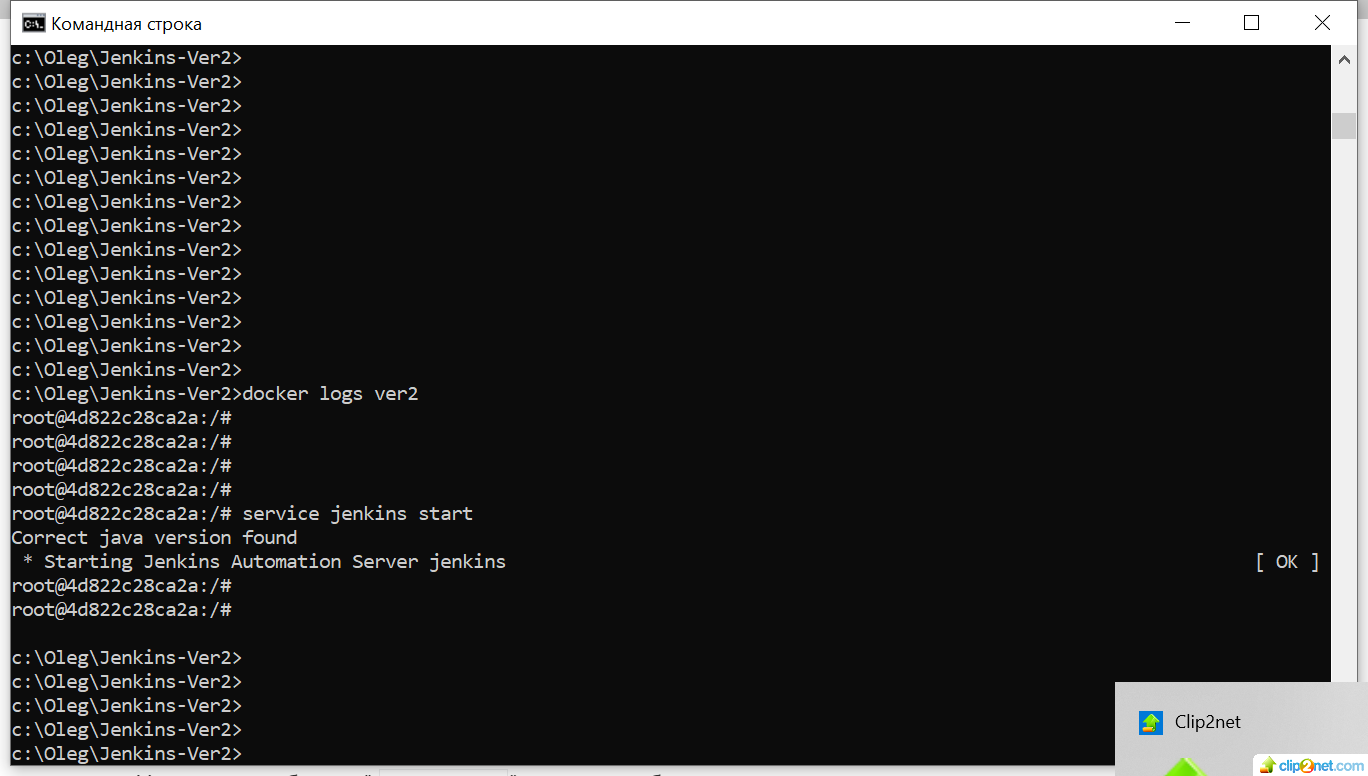 Командная строка
c:\Oleg\Jenkins-Ver2>
c:\Oleg\Jenkins-Ver2>
c:\Oleg\Jenkins-Ver2>
c:\Oleg\Jenkins-Ver2>
c:\Oleg\Jenkins-Ver2>
c:\Oleg\Jenkins-Ver2>
c:\Oleg\Jenkins-Ver2>
c:\Oleg\Jenkins-Ver2>
c:\Oleg\Jenkins-Ver2>
c:\Oleg\Jenkins-Ver2>
c:\Oleg\Jenkins-Ver2>
c:\Oleg\Jenkins-Ver2>
c:\Oleg\Jenkins-Ver2>
c:\Oleg\Jenkins-Ver2>
c:\Oleg\Jenkins-Ver2>docker logs ver2
root@4d822c28ca2a:/#
root@4d822c28ca2a:/#
root@4d822c28ca2a:/#
root@4d822c28ca2a:/#
root@4d822c28ca2a:/# service jenkins start
Correct java version found
 * Starting Jenkins Automation Server jenkins [ OK ]
root@4d822c28ca2a:/#
root@4d822c28ca2a:/#
c:\Oleg\Jenkins-Ver2>
c:\Oleg\Jenkins-Ver2>
c:\Oleg\Jenkins-Ver2>
c:\Oleg\Jenkins-Ver2>
c:\Oleg\Jenkins-Ver2>
Clip2net
clip2net.com